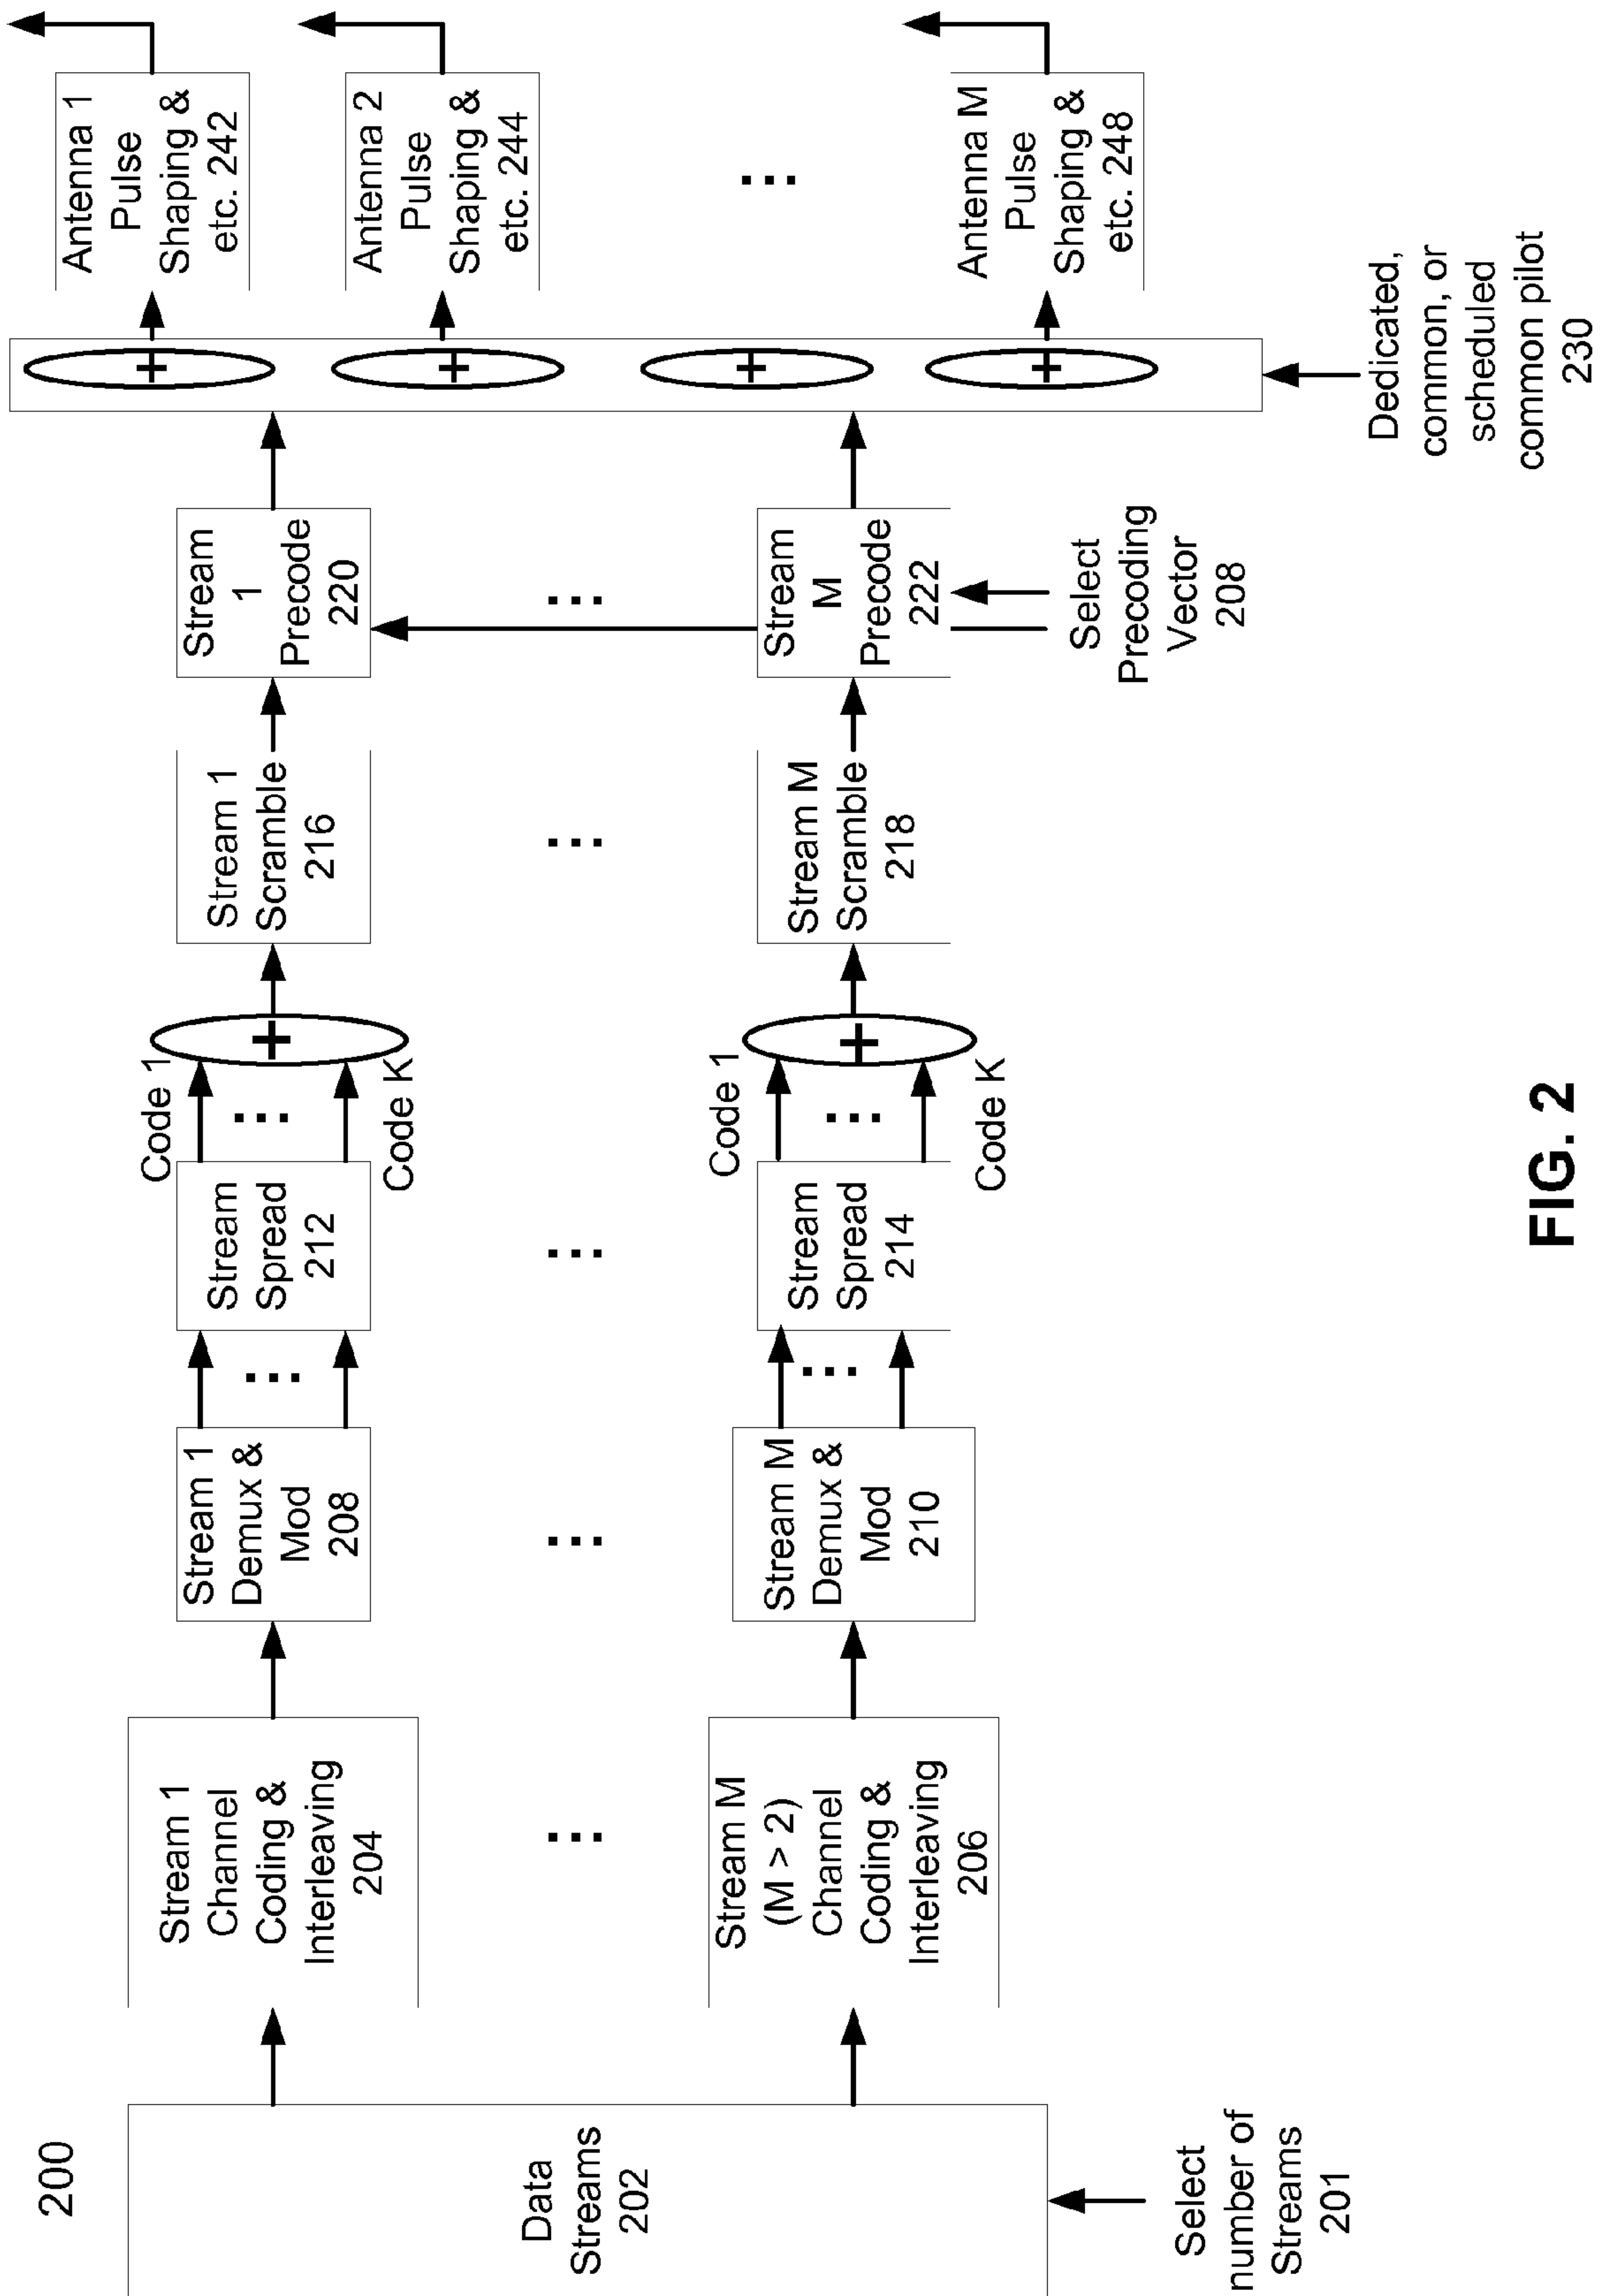 200
Data
Streams
202
Select
number of
Streams
201
Stream 1
Channel
Coding &
Interleaving
204
...
Stream M
(M > 2)
Channel
Coding &
Interleaving
206
Stream 1
Demux &
Mod
208
...
...
Stream M
Demux &
Mod
210
...
Stream
Spread
212
...
Stream
Spread
214
Code 1
...
Code K
+
Code 1
...
Code K
+
Stream 1
Scramble
216
...
Stream M
Scramble
218
Stream
1
Precode
220
...
Stream
M
Precode
222
Select
Precoding
Vector
208
+
+
+
+
Dedicated,
common, or
scheduled
common pilot
230
Antenna 1
Pulse
Shaping &
etc. 242
Antenna 2
Pulse
Shaping &
etc. 244
...
Antenna M
Pulse
Shaping &
etc. 248
FIG. 2